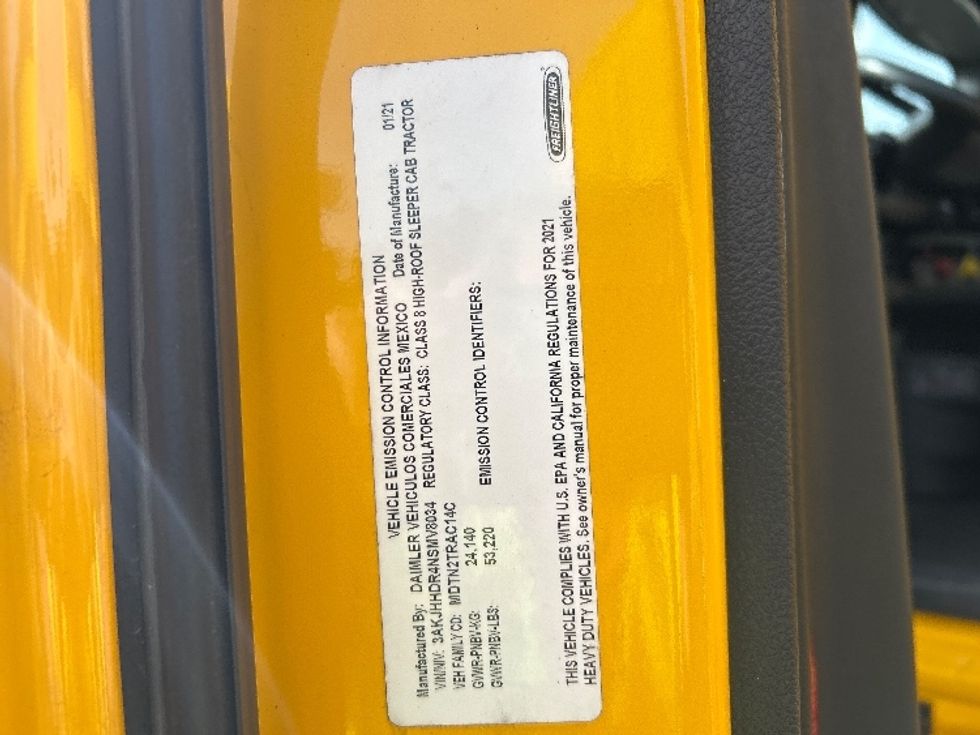 VEHICLE EMISSION CONTROL INFORMATION
Manufactured By: DAIMLER VEHICULOS COMERCIALES MEXICO Date of Manufacture: 01/21
VIN/NIV: 3AKJHHDR4NSMV8034 REGULATORY CLASS: CLASS 8 HIGH-ROOF SLEEPER CAB TRACTOR
VEH FAMILY CD: MDTN2TRAC14C
GVWR-PNBV-KG: 24,140
GVWR-PNBV-LBS: 53,220 EMISSION CONTROL IDENTIFIERS:
THIS VEHICLE COMPLIES WITH U.S. EPA AND CALIFORNIA REGULATIONS FOR 2021
HEAVY DUTY VEHICLES. See owner's manual for proper maintenance of this vehicle.
FREIGHTLINER